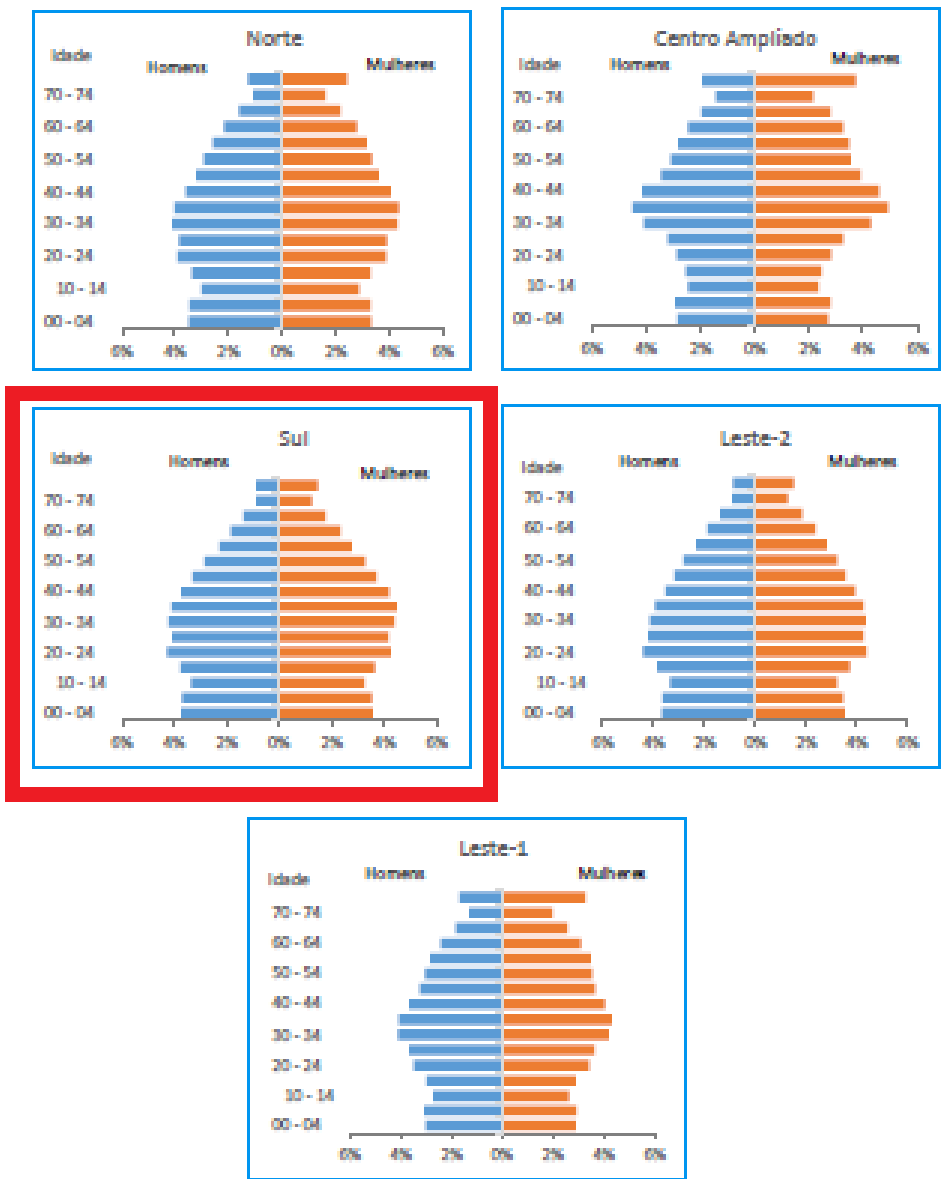 Norte
Idade
Homens
Mulheres
70 - 74
60 - 64
50 - 54
40 - 44
30 - 34
20 - 24
10 - 14
00 - 04
6% 4% 2% 0% 2% 4% 6%
Centro Ampliado
Idade
Homens
Mulheres
70 - 74
60 - 64
50 - 54
40 - 44
30 - 34
20 - 24
10 - 14
00 - 04
6% 4% 2% 0% 2% 4% 6%
Sul
Idade
Homens
Mulheres
70 - 74
60 - 64
50 - 54
40 - 44
30 - 34
20 - 24
10 - 14
00 - 04
6% 4% 2% 0% 2% 4% 6%
Leste-2
Idade
Homens
Mulheres
70 - 74
60 - 64
50 - 54
40 - 44
30 - 34
20 - 24
10 - 14
00 - 04
6% 4% 2% 0% 2% 4% 6%
Leste-1
Idade
Homens
Mulheres
70 - 74
60 - 64
50 - 54
40 - 44
30 - 34
20 - 24
10 - 14
00 - 04
6% 4% 2% 0% 2% 4% 6%